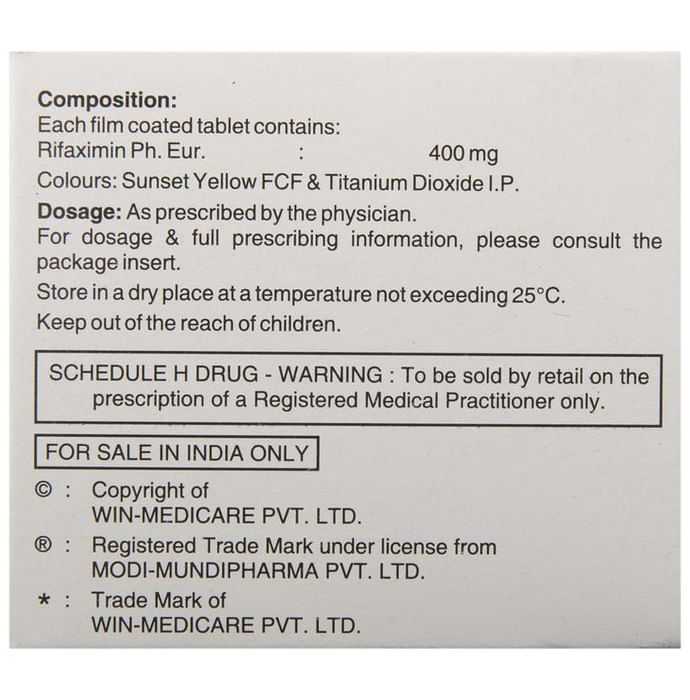 Composition:
Each film coated tablet contains:
Rifaximin Ph. Eur. : 400 mg
Colours: Sunset Yellow FCF & Titanium Dioxide I.P.
Dosage: As prescribed by the physician.
For dosage & full prescribing information, please consult the
package insert.
Store in a dry place at a temperature not exceeding 25°C.
Keep out of the reach of children.
SCHEDULE H DRUG - WARNING : To be sold by retail on the
prescription of a Registered Medical Practitioner only.
FOR SALE IN INDIA ONLY
© : Copyright of
WIN-MEDICARE PVT. LTD.
® : Registered Trade Mark under license from
MODI-MUNDIPHARMA PVT. LTD.
* : Trade Mark of
WIN-MEDICARE PVT. LTD.